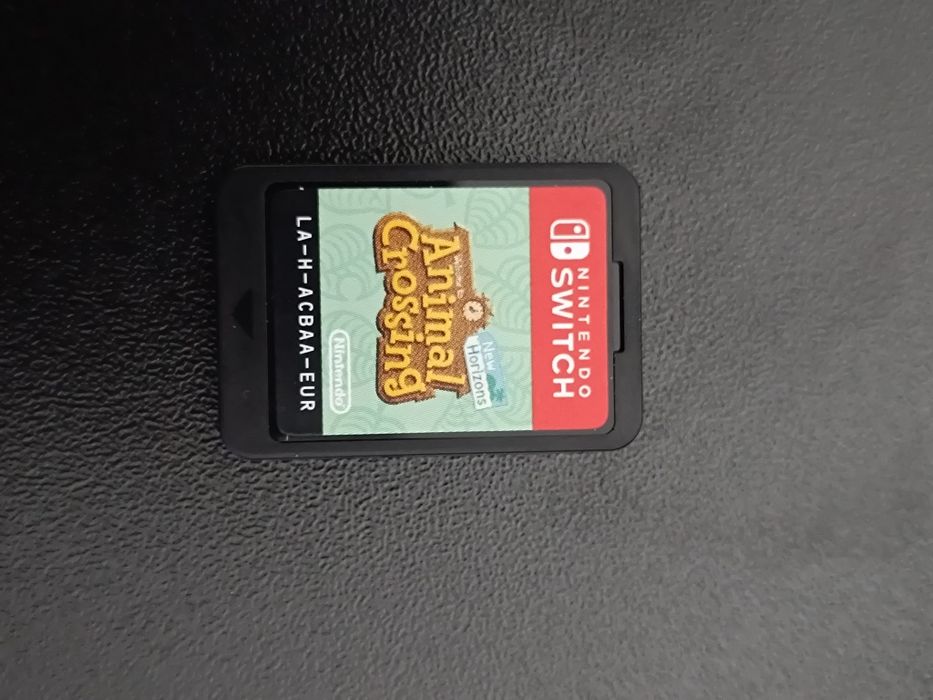 NINTENDO
SWITCH
New
Horizons
Animal
Crossing
Nintendo
LA-H-ACBAA-EUR